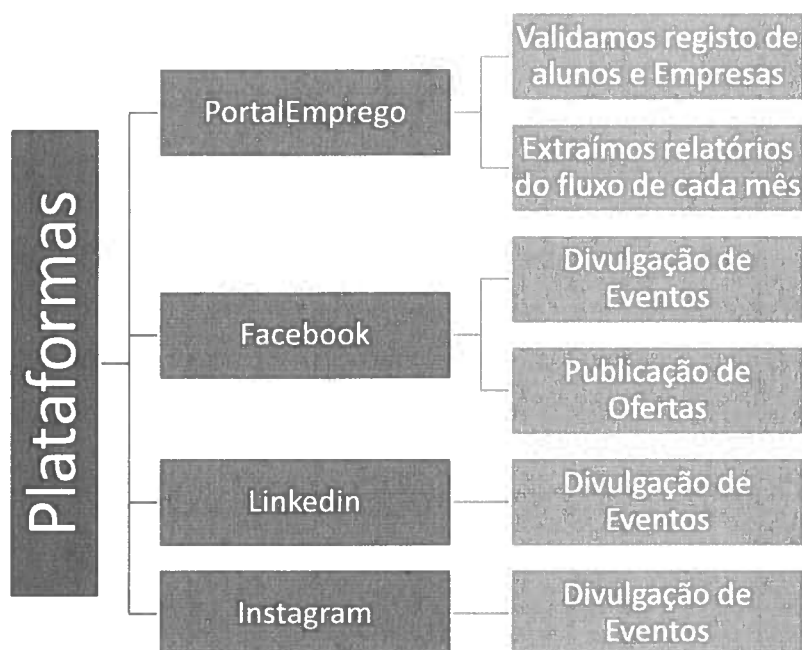 Plataformas
PortalEmprego
Validamos registo de
alunos e Empresas
Extraímos relatórios
do fluxo de cada mês
Facebook
Divulgação de
Eventos
Publicação de
Ofertas
Linkedin
Divulgação de
Eventos
Instagram
Divulgação de
Eventos